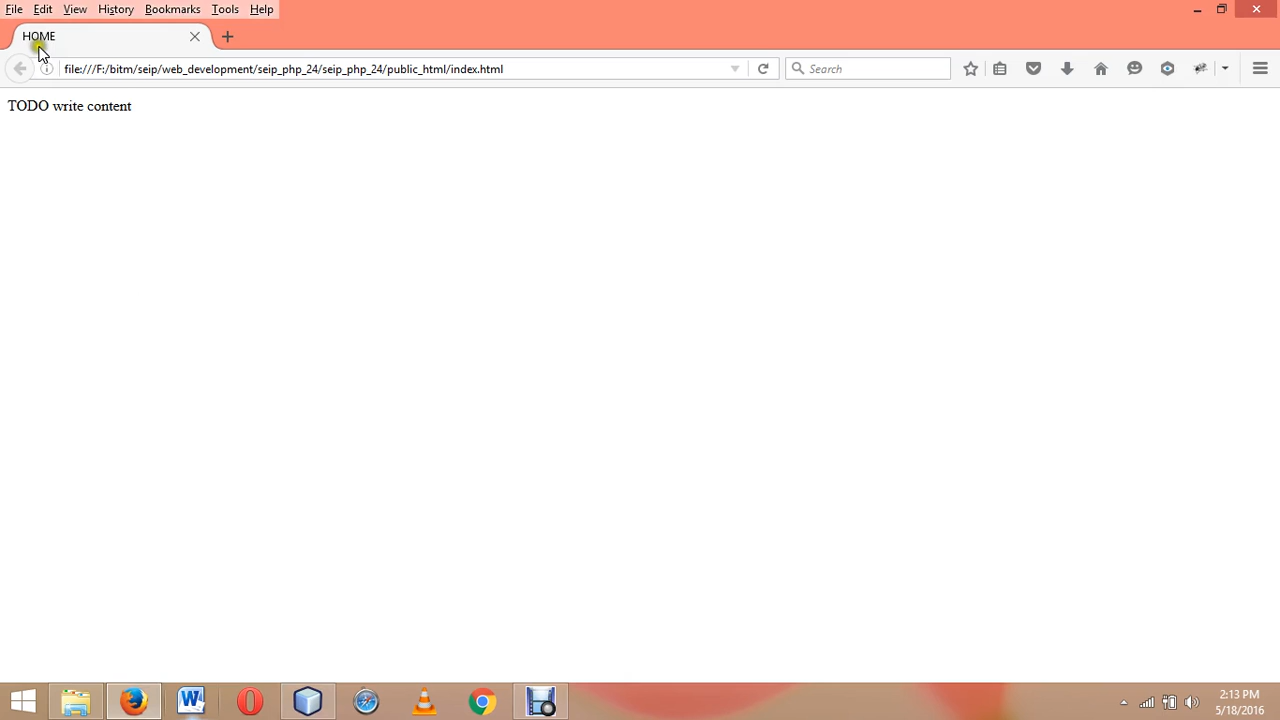 File Edit View History Bookmarks Tools Help
HOME
file:///F:/bitm/seip/web_development/seip_php_24/seip_php_24/public_html/index.html
Search
TODO write content
2:13 PM
5/18/2016